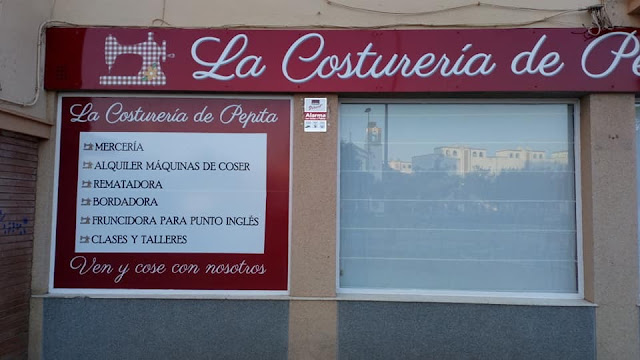 La Costurería de Pe
La Costurería de Pepita
MERCERÍA
ALQUILER MÁQUINAS DE COSER
REMATADORA
BORDADORA
FRUNCIDORA PARA PUNTO INGLÉS
CLASES Y TALLERES
Ven y cose con nosotros
Alarma